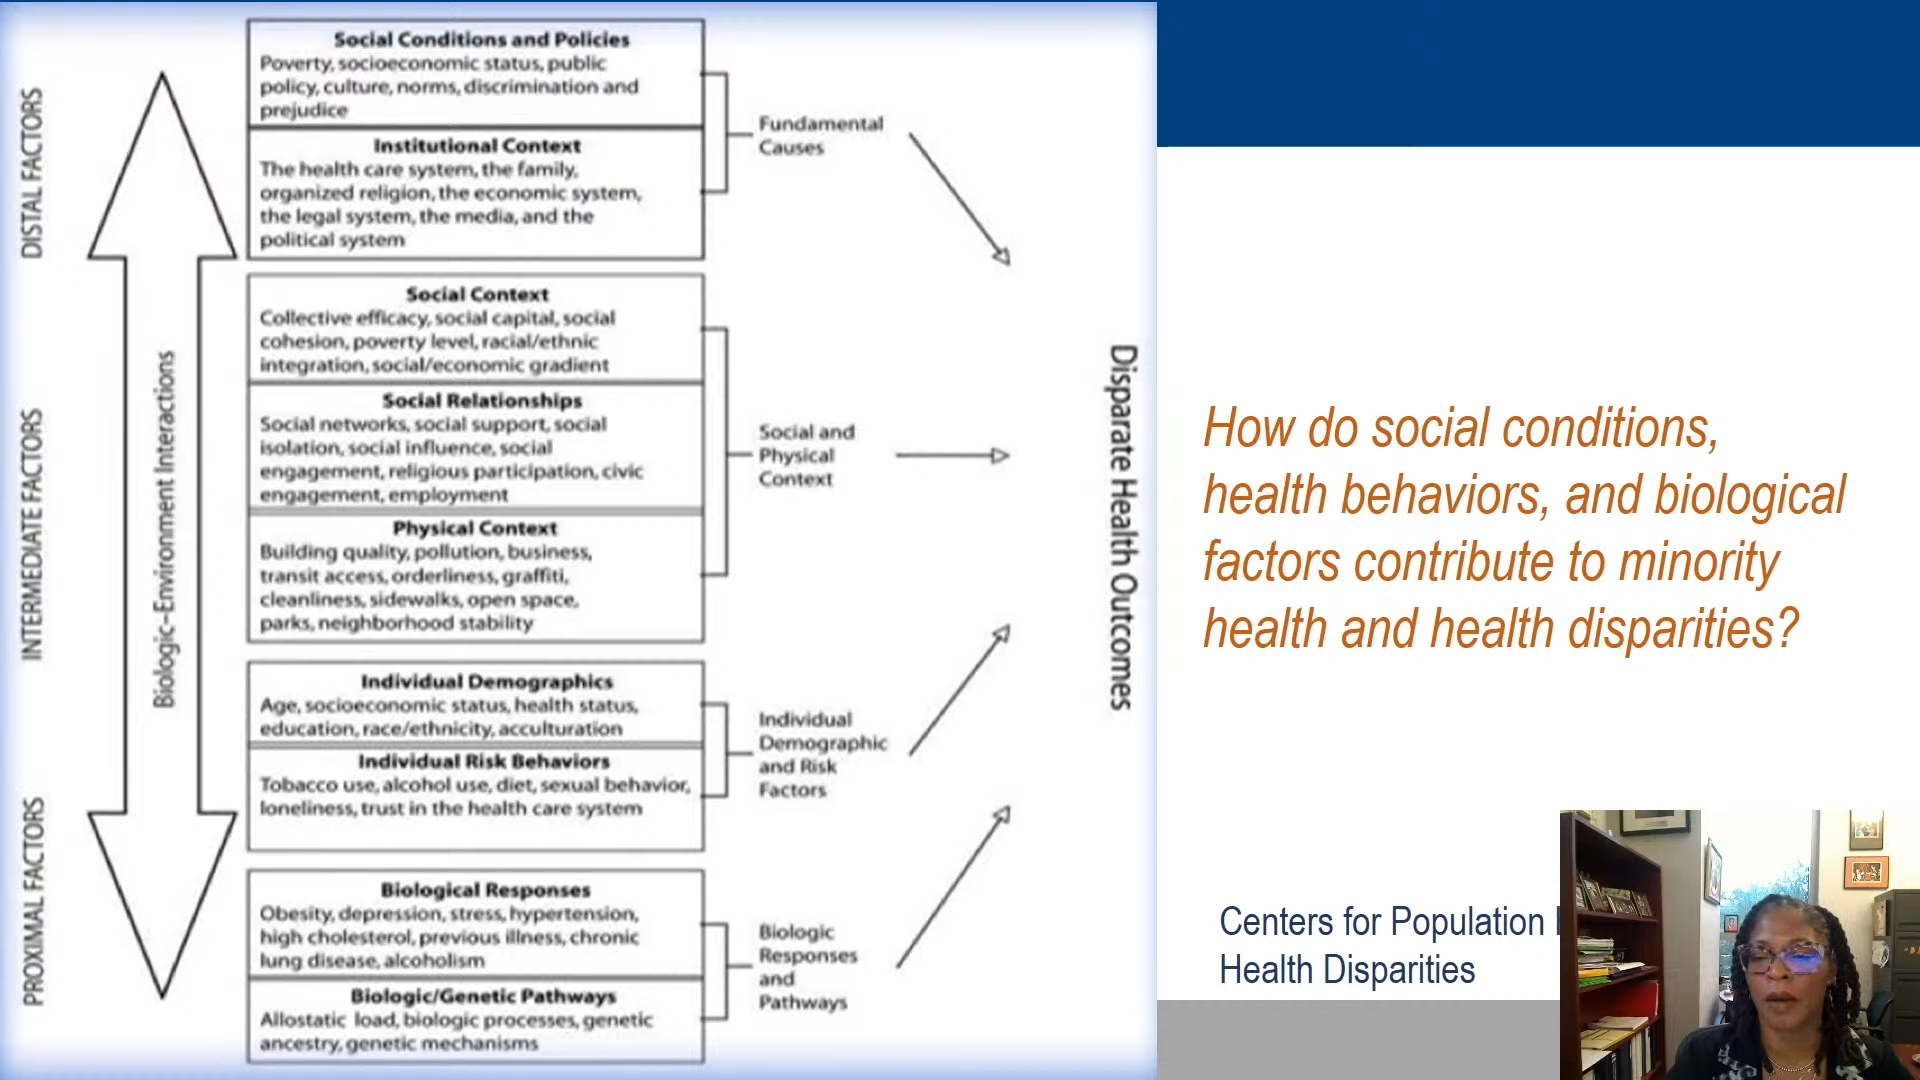 DISTAL FACTORS
INTERMEDIATE FACTORS
PROXIMAL FACTORS
Biologic–Environment Interactions
Social Conditions and Policies
Poverty, socioeconomic status, public
policy, culture, norms, discrimination and
prejudice
Institutional Context
The health care system, the family,
organized religion, the economic system,
the legal system, the media, and the
political system
Social Context
Collective efficacy, social capital, social
cohesion, poverty level, racial/ethnic
integration, social/economic gradient
Social Relationships
Social networks, social support, social
isolation, social influence, social
engagement, religious participation, civic
engagement, employment
Physical Context
Building quality, pollution, business,
transit access, orderliness, graffiti,
cleanliness, sidewalks, open space,
parks, neighborhood stability
Individual Demographics
Age, socioeconomic status, health status,
education, race/ethnicity, acculturation
Individual Risk Behaviors
Tobacco use, alcohol use, diet, sexual behavior,
loneliness, trust in the health care system
Biological Responses
Obesity, depression, stress, hypertension,
high cholesterol, previous illness, chronic
lung disease, alcoholism
Biologic/Genetic Pathways
Allostatic load, biologic processes, genetic
ancestry, genetic mechanisms
Fundamental
Causes
Social and
Physical
Context
Individual
Demographic
and Risk
Factors
Biologic
Responses
and
Pathways
Disparate Health Outcomes
How do social conditions,
health behaviors, and biological
factors contribute to minority
health and health disparities?
Centers for Population
Health Disparities